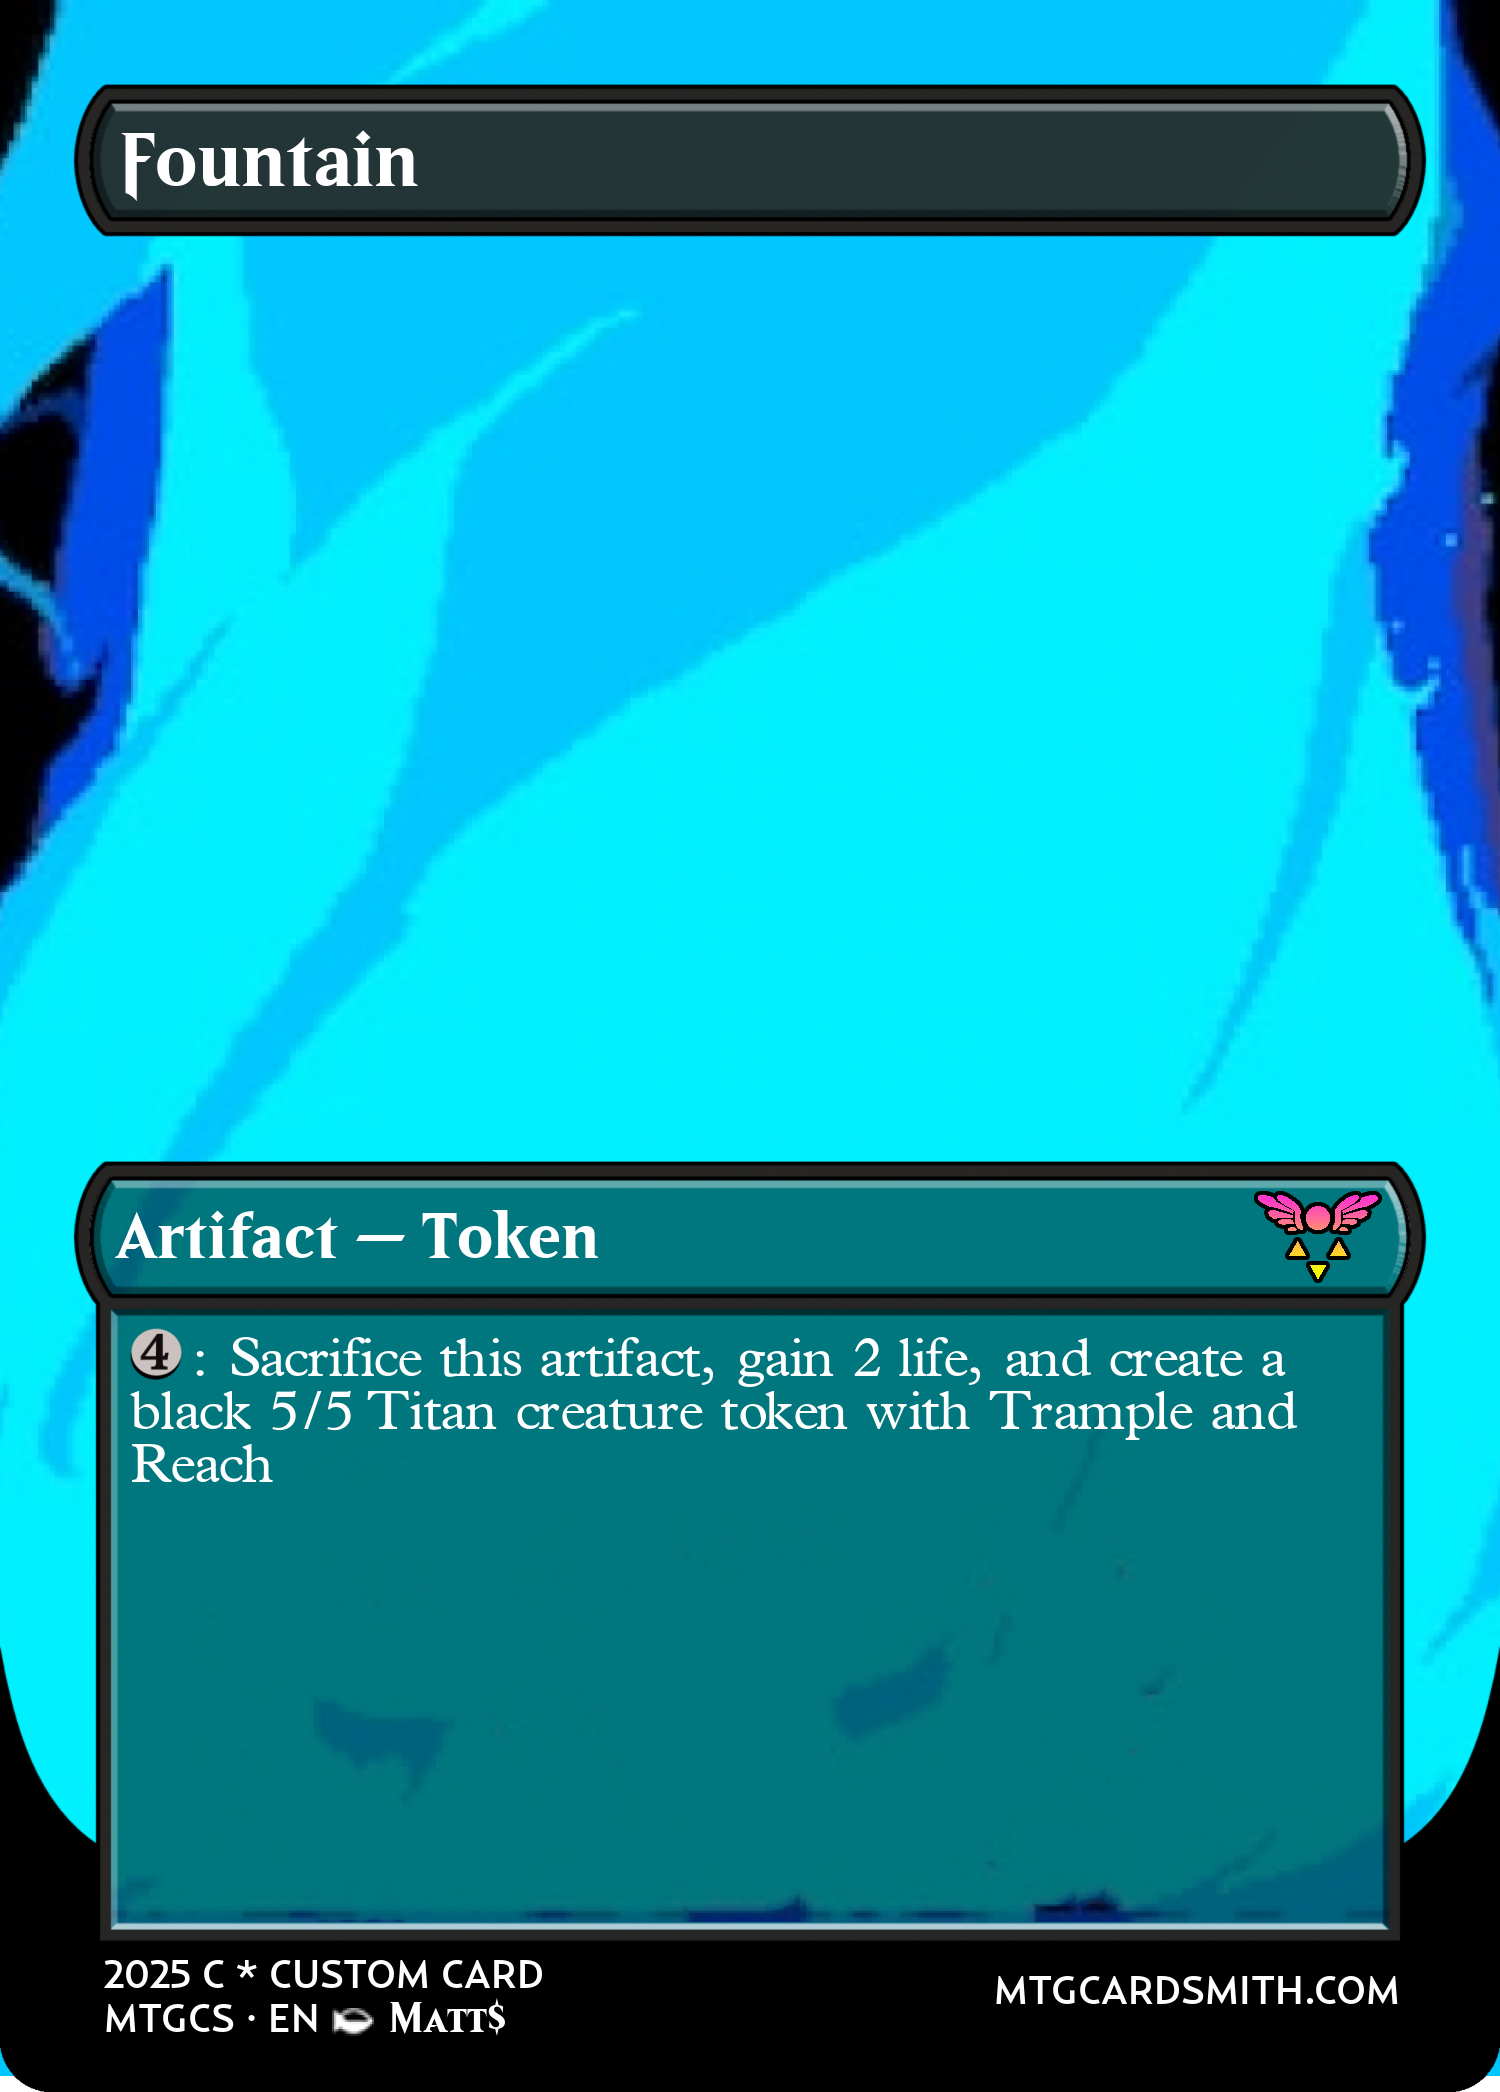 Fountain
Artifact — Token
4 : Sacrifice this artifact, gain 2 life, and create a
black 5/5 Titan creature token with Trample and
Reach
2025 C * CUSTOM CARD
MTGCS · EN MATT$
MTGCARDSMITH.COM